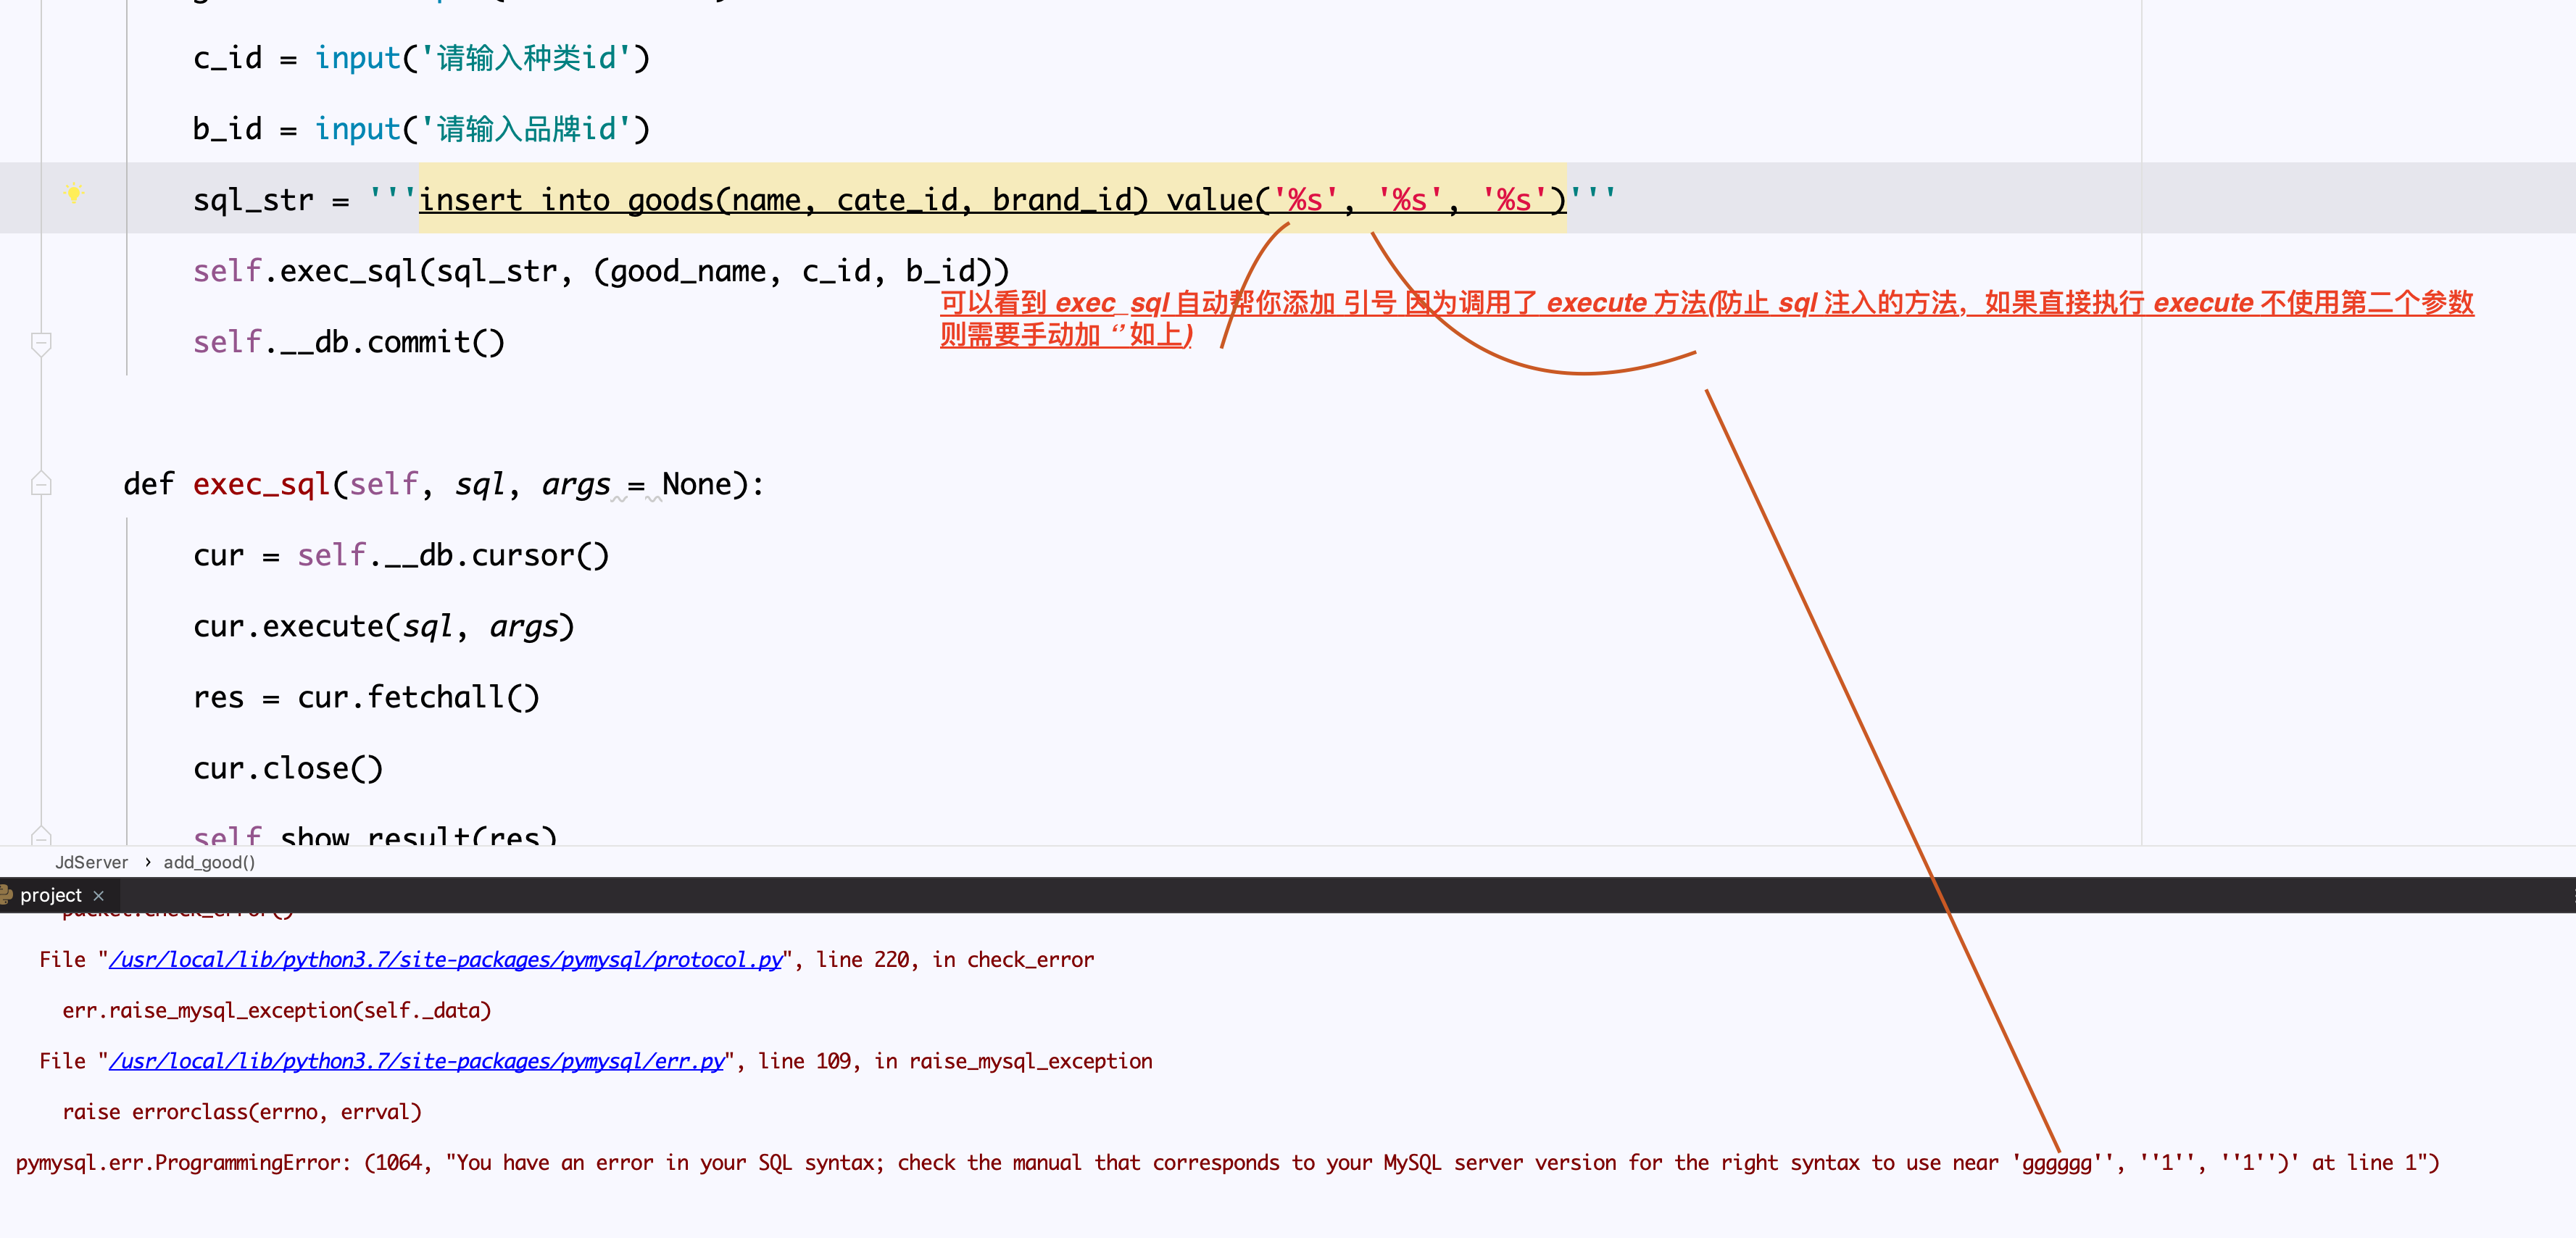 c_id = input('请输入种类id')
b_id = input('请输入品牌id')
sql_str = '''insert into goods(name, cate_id, brand_id) value('%s', '%s', '%s')'''
self.exec_sql(sql_str, (good_name, c_id, b_id))
可以看到 exec_sql 自动帮你添加 引号 因为调用了 execute 方法(防止 sql 注入的方法，如果直接执行 execute 不使用第二个参数
则需要手动加 ‘’ 如上)
self.__db.commit()
def exec_sql(self, sql, args = None):
cur = self.__db.cursor()
cur.execute(sql, args)
res = cur.fetchall()
cur.close()
self.show_result(res)
JdServer › add_good()
project ×
packet.check_error()
File "/usr/local/lib/python3.7/site-packages/pymysql/protocol.py", line 220, in check_error
err.raise_mysql_exception(self._data)
File "/usr/local/lib/python3.7/site-packages/pymysql/err.py", line 109, in raise_mysql_exception
raise errorclass(errno, errval)
pymysql.err.ProgrammingError: (1064, "You have an error in your SQL syntax; check the manual that corresponds to your MySQL server version for the right syntax to use near 'gggggg'', ''1'', ''1'')' at line 1")